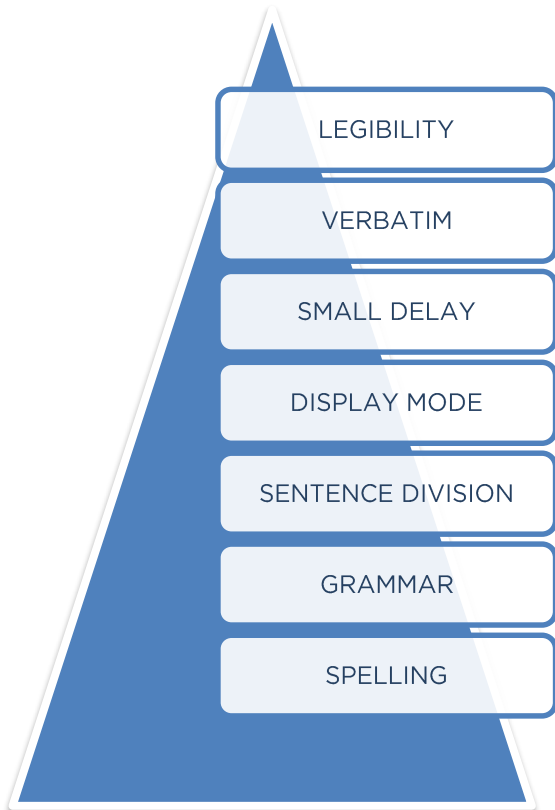 LEGIBILITY
VERBATIM
SMALL DELAY
DISPLAY MODE
SENTENCE DIVISION
GRAMMAR
SPELLING